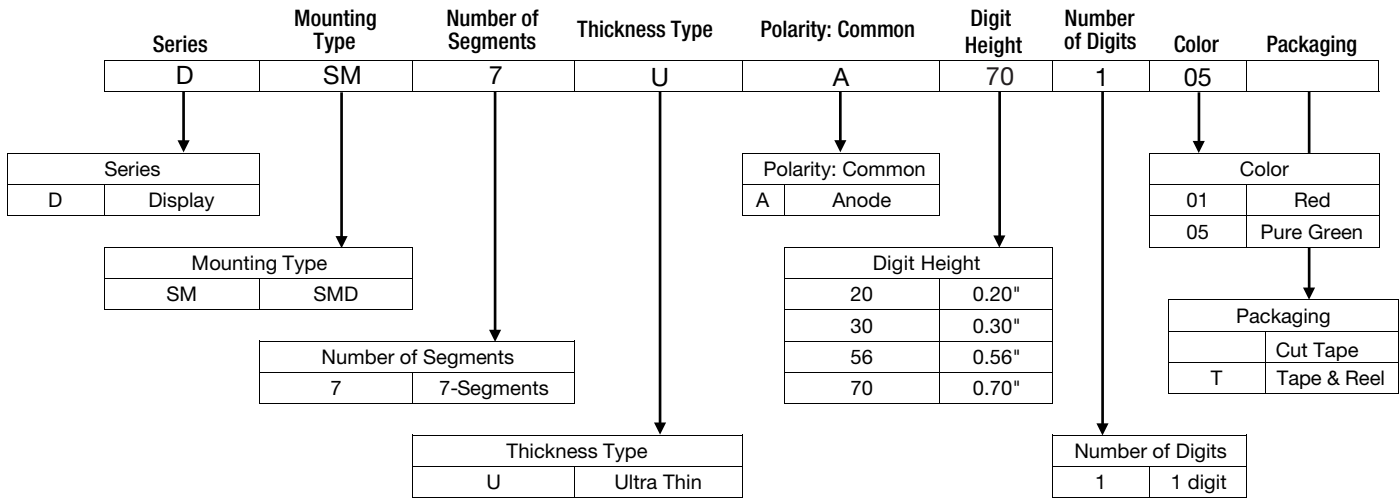 Series
Mounting
Type
Number of
Segments
Thickness Type
Polarity: Common
Digit
Height
Number
of Digits
Color
Packaging
D SM 7 U A 70 1 05
Series
D Display
Mounting Type
SM SMD
Number of Segments
7 7-Segments
Thickness Type
U Ultra Thin
Polarity: Common
A Anode
Digit Height
20 0.20"
30 0.30"
56 0.56"
70 0.70"
Number of Digits
1 1 digit
Color
01 Red
05 Pure Green
Packaging
Cut Tape
T Tape & Reel